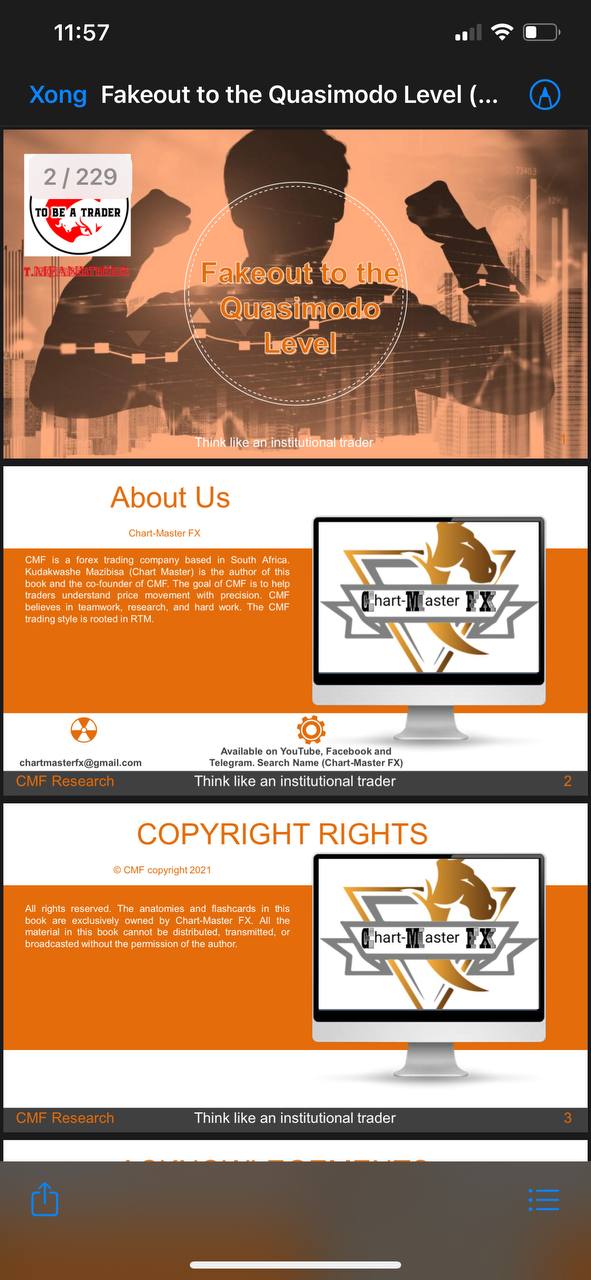 11:57
Xong
Fakeout to the Quasimodo Level (...
2 / 229
TO BE A TRADER
Fakeout to the
Quasimodo
Level
Think like an institutional trader
1
About Us
Chart-Master FX
CMF is a forex trading company based in South Africa.
Kudakwashe Mazibisa (Chart Master) is the author of this
book and the co-founder of CMF. The goal of CMF is to help
traders understand price movement with precision. CMF
believes in teamwork, research, and hard work. The CMF
trading style is rooted in RTM.
Chart-Master FX
chartmasterfx@gmail.com
Available on YouTube, Facebook and
Telegram. Search Name (Chart-Master FX)
CMF Research
Think like an institutional trader
2
COPYRIGHT RIGHTS
© CMF copyright 2021
All rights reserved. The anatomies and flashcards in this
book are exclusively owned by Chart-Master FX. All the
material in this book cannot be distributed, transmitted, or
broadcasted without the permission of the author.
Chart-Master FX
CMF Research
Think like an institutional trader
3